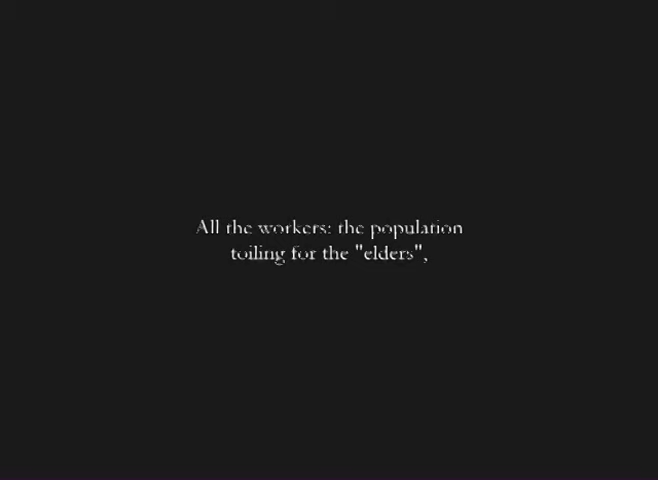 All the workers: the population
toiling for the "elders",